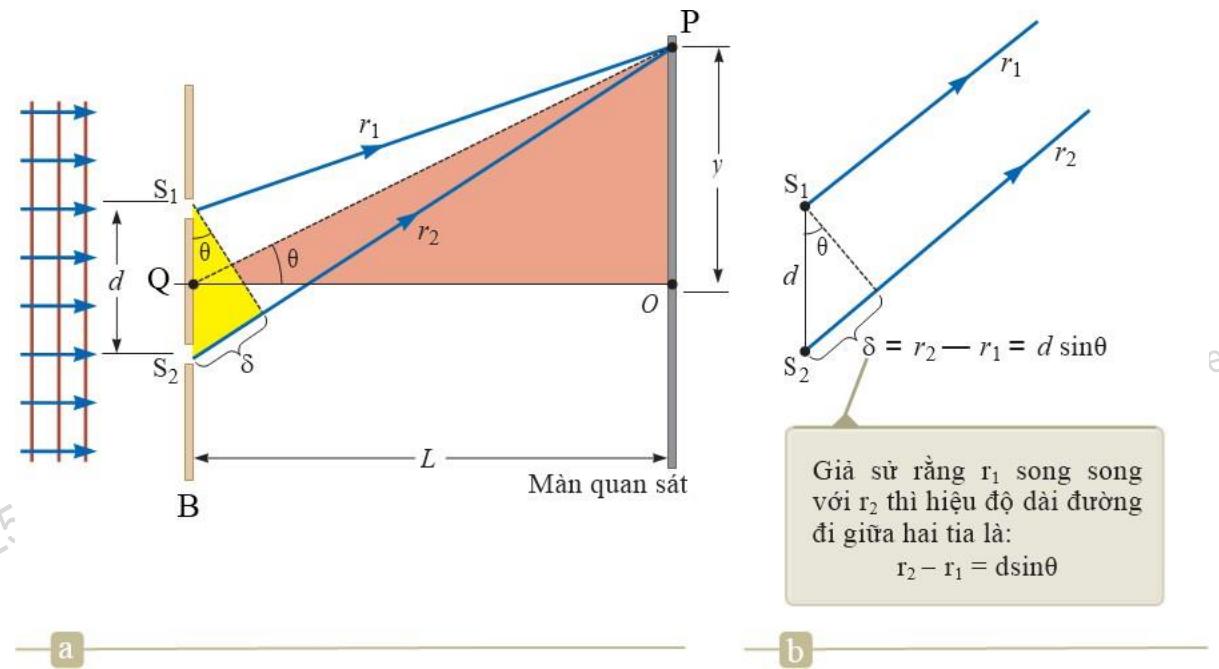 P
r₁
S₁
θ
r₂
y
d
Q
θ
O
δ
S₂
L
Màn quan sát
B
a
r₁
r₂
S₁
θ
d
S₂
δ = r₂ — r₁ = d sinθ
Giả sử rằng r₁ song song
với r₂ thì hiệu độ dài đường
đi giữa hai tia là:
r₂ – r₁ = dsinθ
b